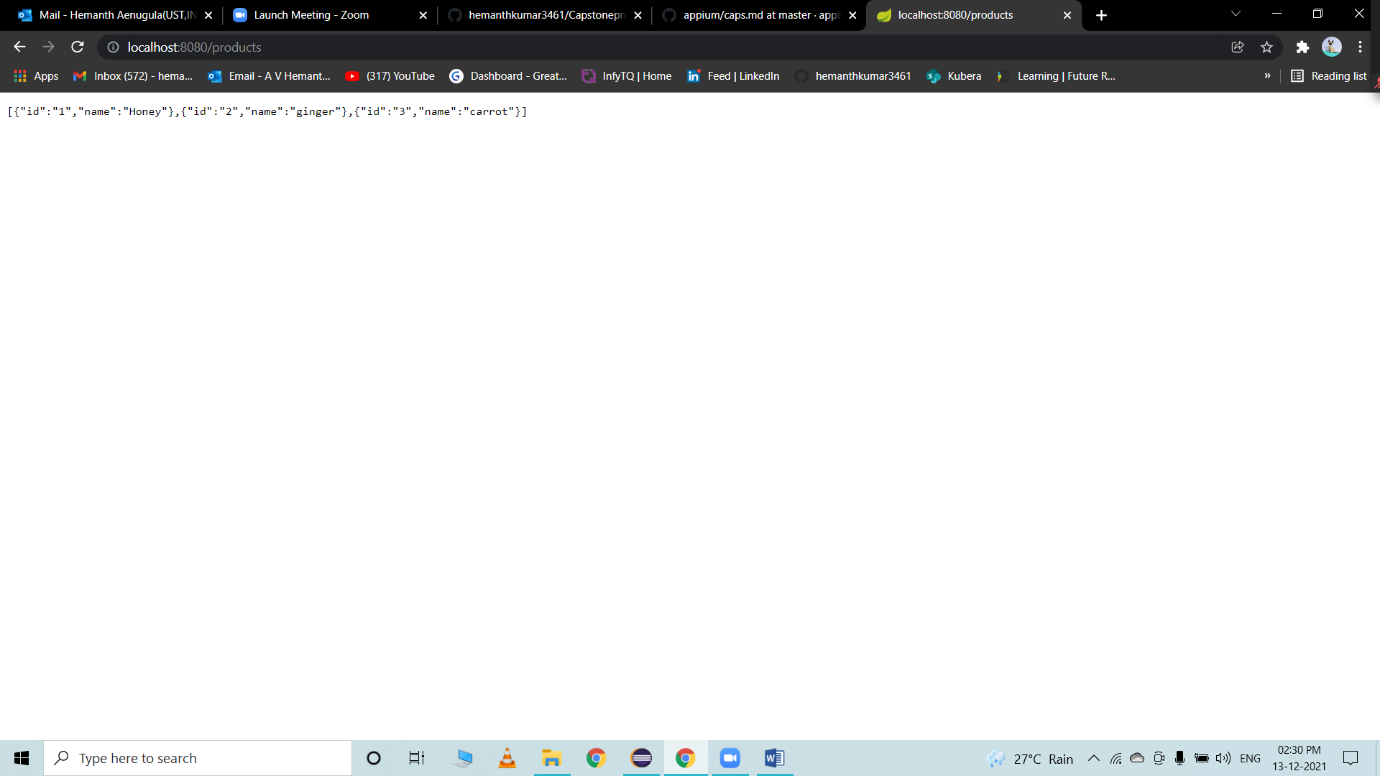 Mail - Hemanth Aenugula(UST,IN
Launch Meeting - Zoom
hemanthkumar3461/Capstonepr
appium/caps.md at master · appi
localhost:8080/products
localhost:8080/products
Apps
Inbox (572) - hema...
Email - A V Hemant...
(317) YouTube
Dashboard - Great...
InfyTQ | Home
Feed | LinkedIn
hemanthkumar3461
Kubera
Learning | Future R...
»
Reading list
[{"id":"1","name":"Honey"},{"id":"2","name":"ginger"},{"id":"3","name":"carrot"}]
Type here to search
27°C Rain
ENG
02:30 PM
13-12-2021